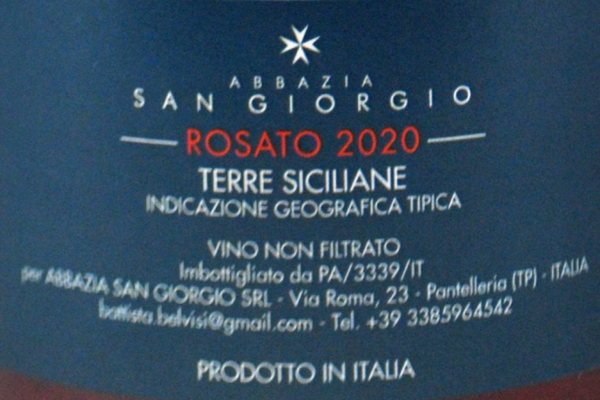 ABBAZIA
SAN GIORGIO
ROSATO 2020
TERRE SICILIANE
INDICAZIONE GEOGRAFICA TIPICA
VINO NON FILTRATO
Imbottigliato da PA/3339/IT
per ABBAZIA SAN GIORGIO SRL - Via Roma, 23 - Pantelleria (TP) - ITALIA
battista.belvisi@gmail.com - Tel. +39 3385964542
PRODOTTO IN ITALIA